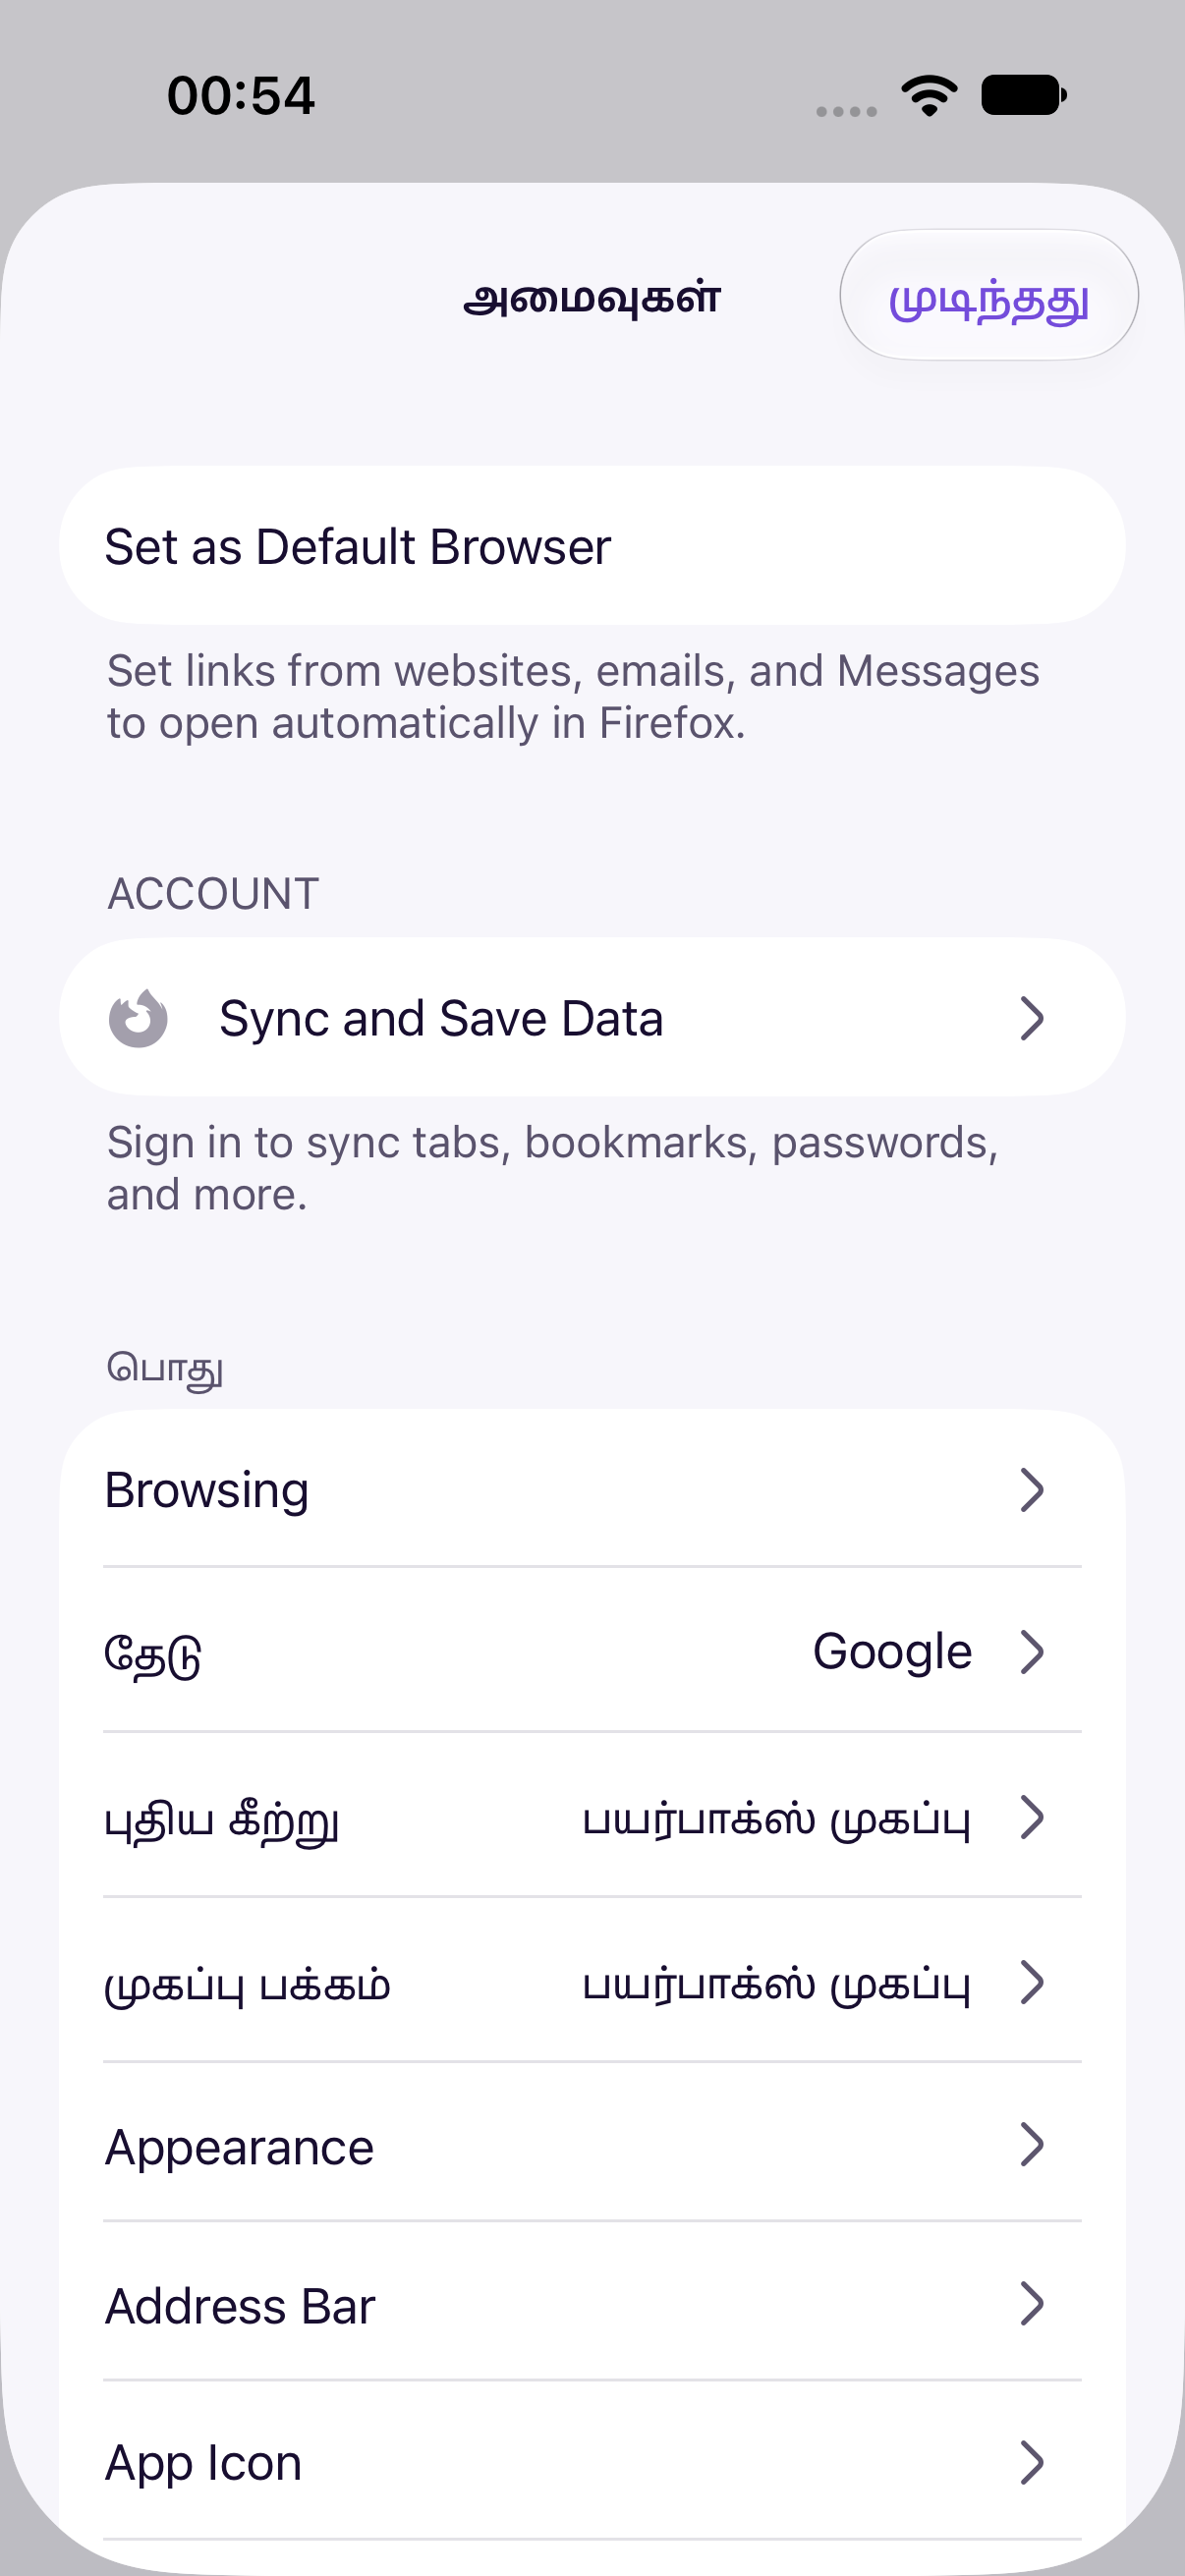 00:54
அமைவுகள்
முடிந்தது
Set as Default Browser
Set links from websites, emails, and Messages
to open automatically in Firefox.
ACCOUNT
Sync and Save Data
Sign in to sync tabs, bookmarks, passwords,
and more.
பொது
Browsing
தேடு Google
புதிய கீற்று பயர்பாக்ஸ் முகப்பு
முகப்பு பக்கம் பயர்பாக்ஸ் முகப்பு
Appearance
Address Bar
App Icon